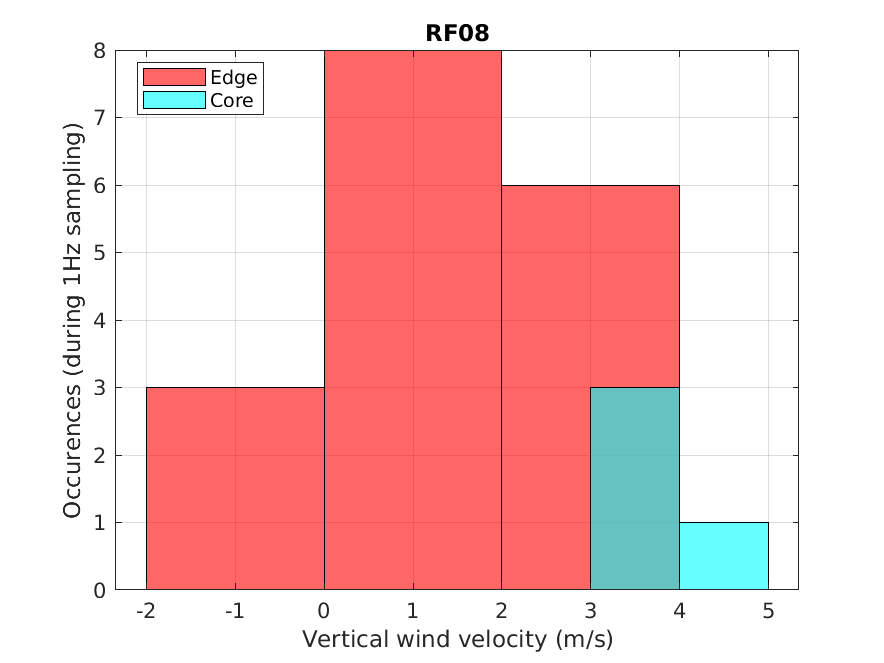 RF08
Edge
Core
8
7
6
5
4
3
2
1
0
Occurences (during 1Hz sampling)
-2 -1 0 1 2 3 4 5
Vertical wind velocity (m/s)